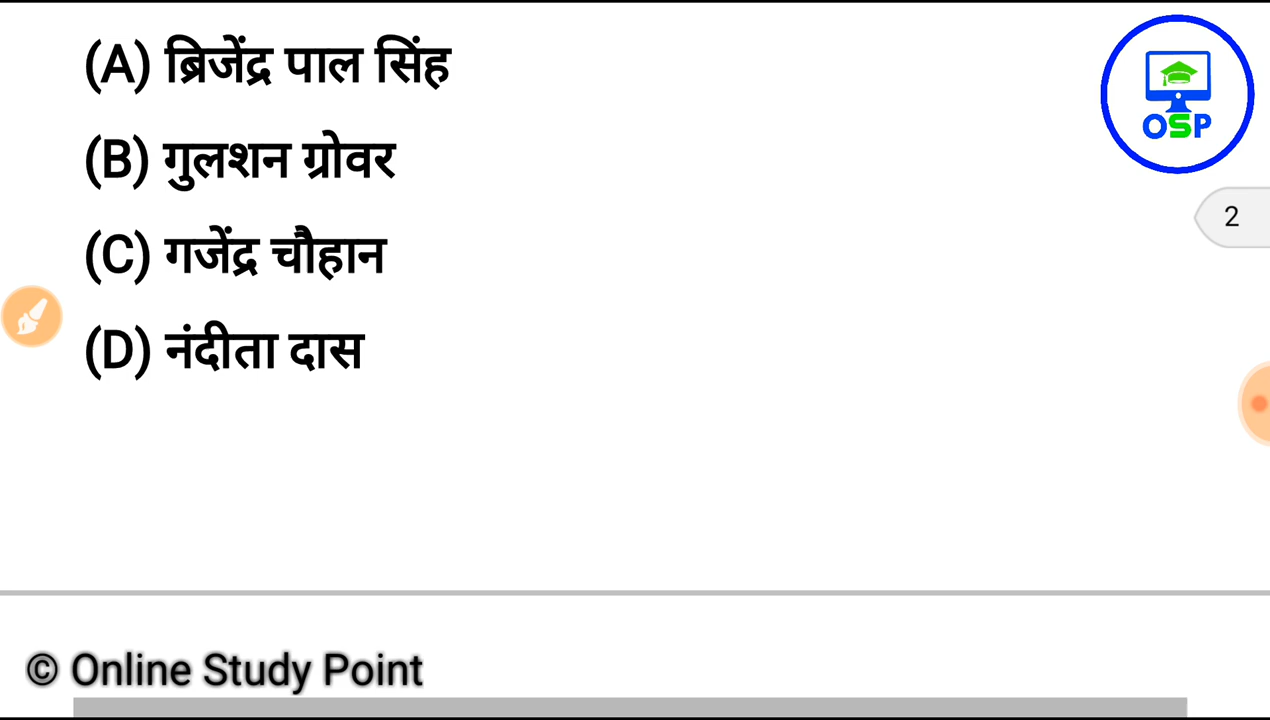 (A) ब्रिजेंद्र पाल सिंह
OSP
(B) गुलशन ग्रोवर
2
(C) गजेंद्र चौहान
(D) नंदीता दास
© Online Study Point